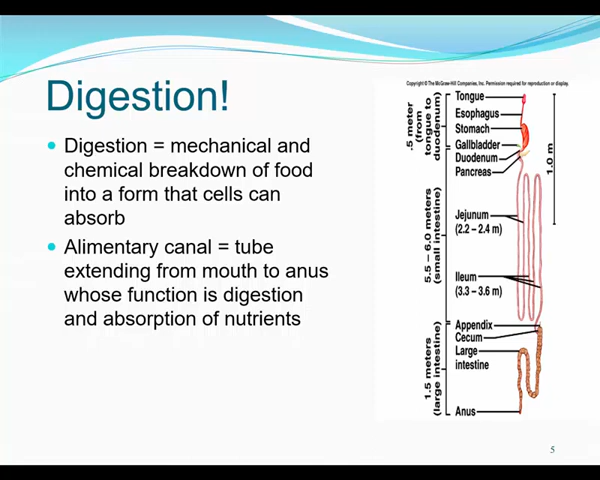 Digestion!
Digestion = mechanical and
chemical breakdown of food
into a form that cells can
absorb
Alimentary canal = tube
extending from mouth to anus
whose function is digestion
and absorption of nutrients
Copyright © The McGraw-Hill Companies, Inc. Permission required for reproduction or display.
.5 meter
(from
tongue to
duodenum)
Tongue
Esophagus
Stomach
Gallbladder
Duodenum
Pancreas
1.0 m
5.5 – 6.0 meters
(small intestine)
Jejunum
(2.2 – 2.4 m)
Ileum
(3.3 – 3.6 m)
1.5 meters
(large intestine)
Appendix
Cecum
Large
intestine
Anus
5